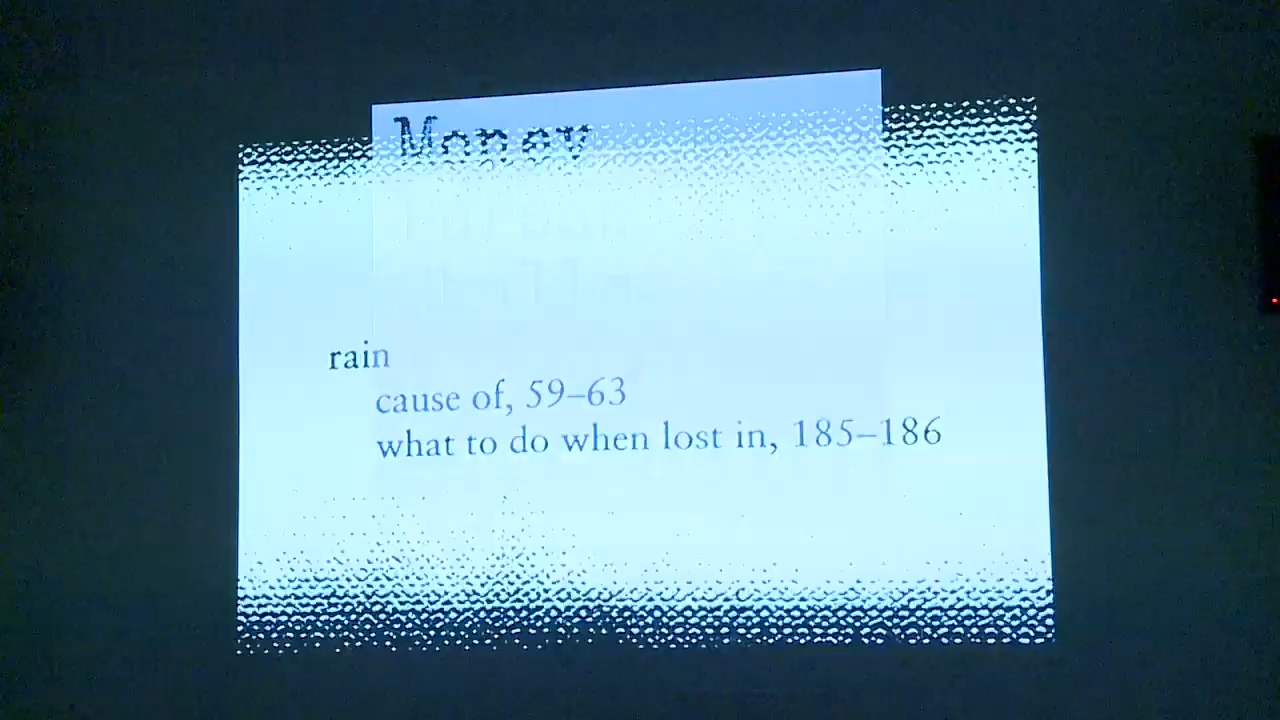 Money
rain
cause of, 59–63
what to do when lost in, 185–186